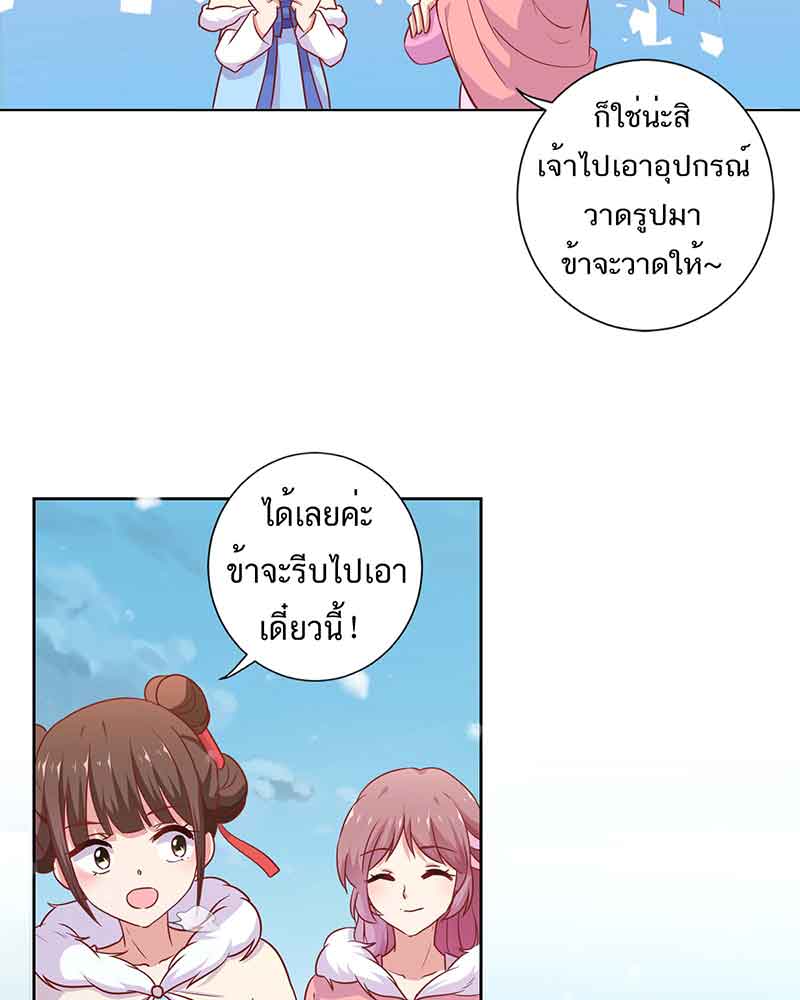 ก็ใช่น่ะสิ
เจ้าไปเอาอุปกรณ์
วาดรูปมา
ข้าจะวาดให้~
ได้เลยค่ะ
ข้าจะรีบไปเอา
เดี๋ยวนี้!